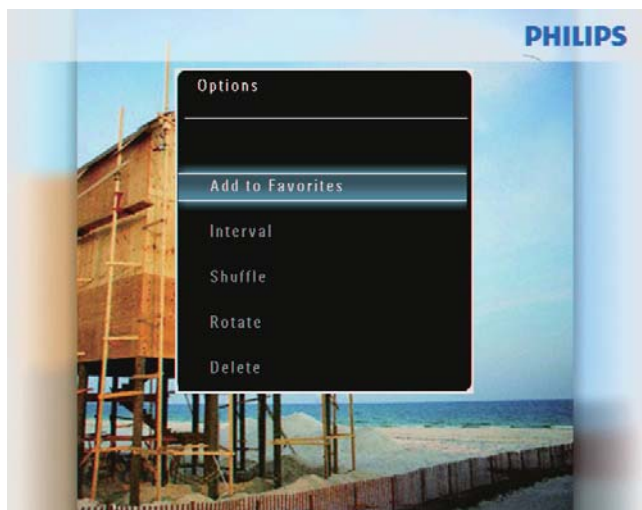 PHILIPS
Options
Add to Favorites
Interval
Shuffle
Rotate
Delete